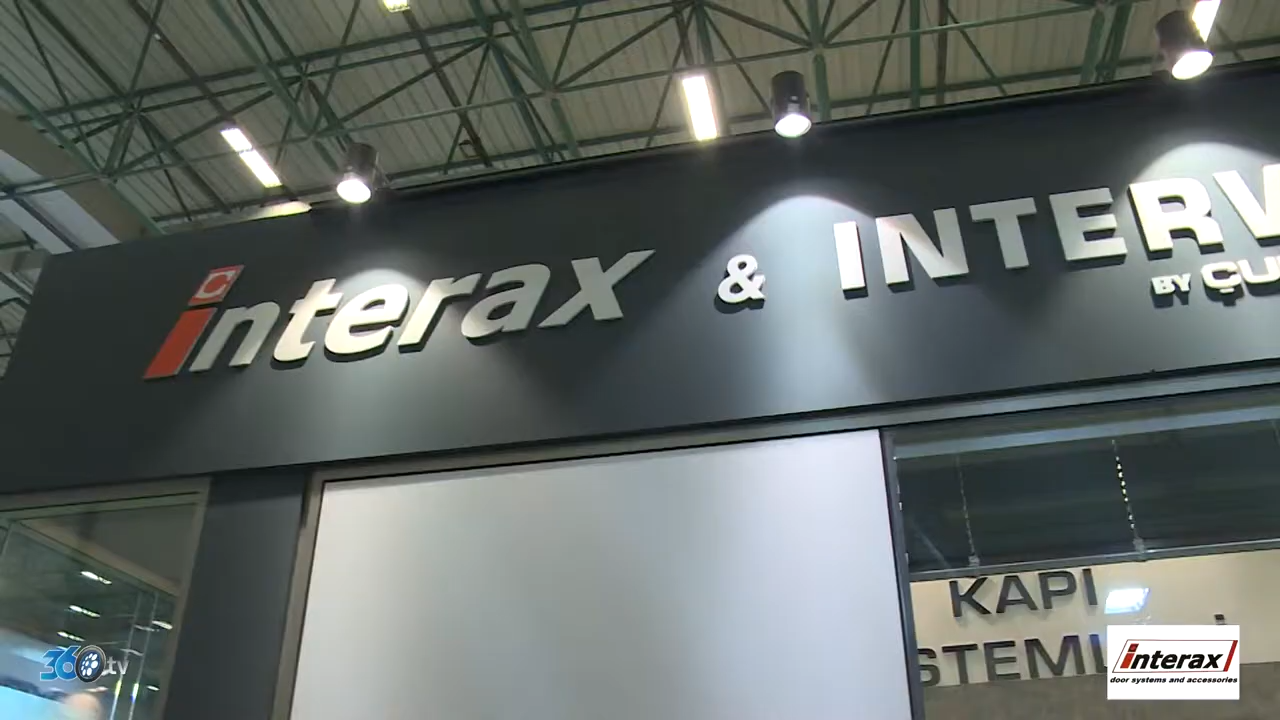 C
interax & INTERV
BY ÇU
KAPI
STEML
360tv
interax
door systems and accessories